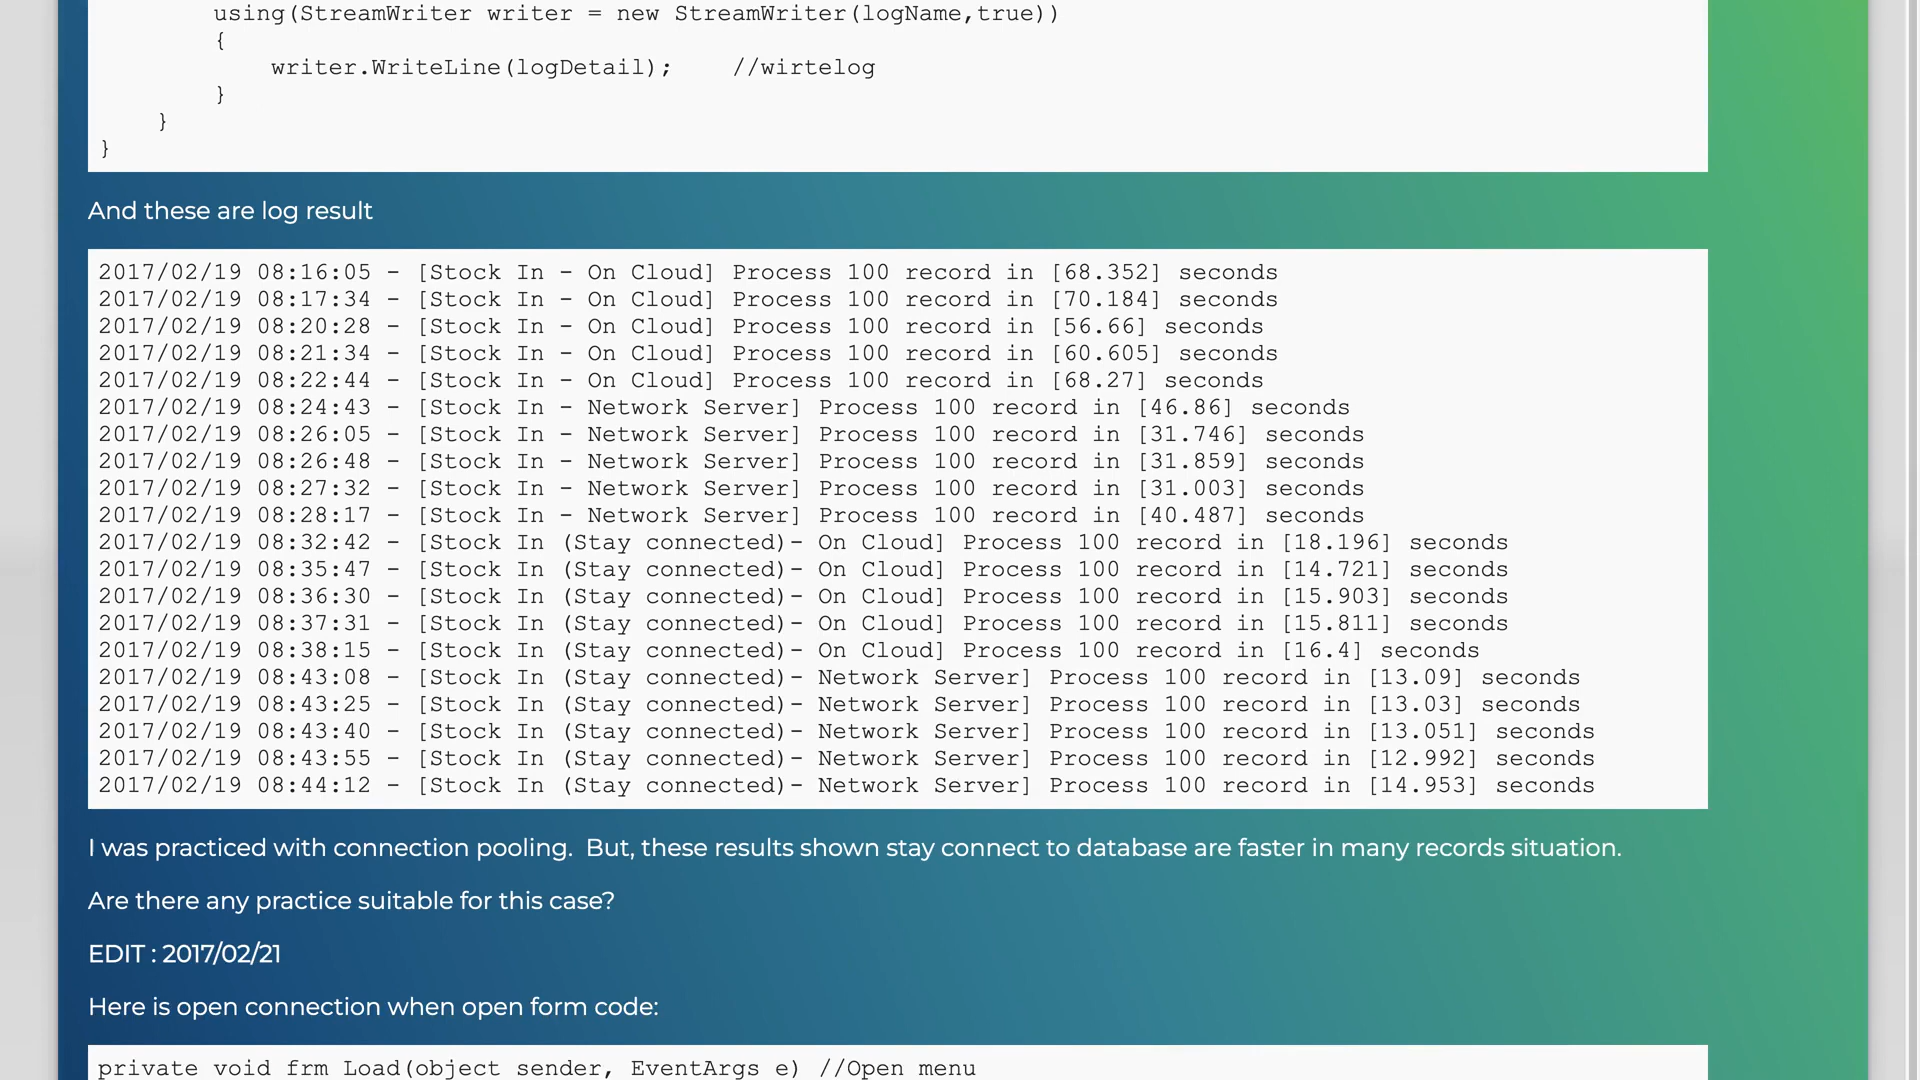 using(StreamWriter writer = new StreamWriter(logName,true))
{
writer.WriteLine(logDetail);    //wirtelog
}
}
}
And these are log result
2017/02/19 08:16:05 - [Stock In - On Cloud] Process 100 record in [68.352] seconds
2017/02/19 08:17:34 - [Stock In - On Cloud] Process 100 record in [70.184] seconds
2017/02/19 08:20:28 - [Stock In - On Cloud] Process 100 record in [56.66] seconds
2017/02/19 08:21:34 - [Stock In - On Cloud] Process 100 record in [60.605] seconds
2017/02/19 08:22:44 - [Stock In - On Cloud] Process 100 record in [68.27] seconds
2017/02/19 08:24:43 - [Stock In - Network Server] Process 100 record in [46.86] seconds
2017/02/19 08:26:05 - [Stock In - Network Server] Process 100 record in [31.746] seconds
2017/02/19 08:26:48 - [Stock In - Network Server] Process 100 record in [31.859] seconds
2017/02/19 08:27:32 - [Stock In - Network Server] Process 100 record in [31.003] seconds
2017/02/19 08:28:17 - [Stock In - Network Server] Process 100 record in [40.487] seconds
2017/02/19 08:32:42 - [Stock In (Stay connected)- On Cloud] Process 100 record in [18.196] seconds
2017/02/19 08:35:47 - [Stock In (Stay connected)- On Cloud] Process 100 record in [14.721] seconds
2017/02/19 08:36:30 - [Stock In (Stay connected)- On Cloud] Process 100 record in [15.903] seconds
2017/02/19 08:37:31 - [Stock In (Stay connected)- On Cloud] Process 100 record in [15.811] seconds
2017/02/19 08:38:15 - [Stock In (Stay connected)- On Cloud] Process 100 record in [16.4] seconds
2017/02/19 08:43:08 - [Stock In (Stay connected)- Network Server] Process 100 record in [13.09] seconds
2017/02/19 08:43:25 - [Stock In (Stay connected)- Network Server] Process 100 record in [13.03] seconds
2017/02/19 08:43:40 - [Stock In (Stay connected)- Network Server] Process 100 record in [13.051] seconds
2017/02/19 08:43:55 - [Stock In (Stay connected)- Network Server] Process 100 record in [12.992] seconds
2017/02/19 08:44:12 - [Stock In (Stay connected)- Network Server] Process 100 record in [14.953] seconds
I was practiced with connection pooling.  But, these results shown stay connect to database are faster in many records situation.
Are there any practice suitable for this case?
EDIT : 2017/02/21
Here is open connection when open form code:
private void frm_Load(object sender, EventArgs e) //Open menu